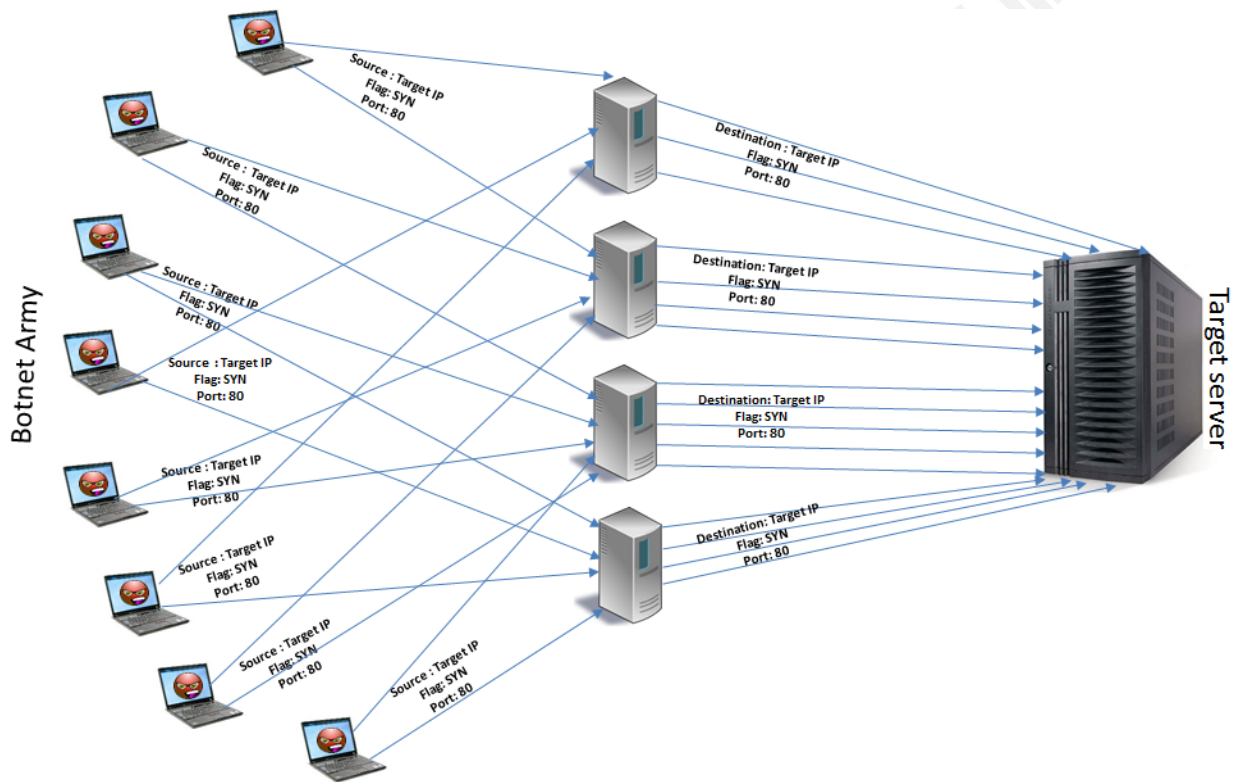 Source : Target IP
Flag: SYN
Port: 80
Source : Target IP
Flag: SYN
Port: 80
Source : Target IP
Flag: SYN
Port: 80
Source : Target IP
Flag: SYN
Port: 80
Source : Target IP
Flag: SYN
Port: 80
Source : Target IP
Flag: SYN
Port: 80
Source : Target IP
Flag: SYN
Port: 80
Source : Target IP
Flag: SYN
Port: 80
Botnet Army
Destination : Target IP
Flag: SYN
Port: 80
Destination: Target IP
Flag: SYN
Port: 80
Destination: Target IP
Flag: SYN
Port: 80
Destination: Target IP
Flag: SYN
Port: 80
Target server